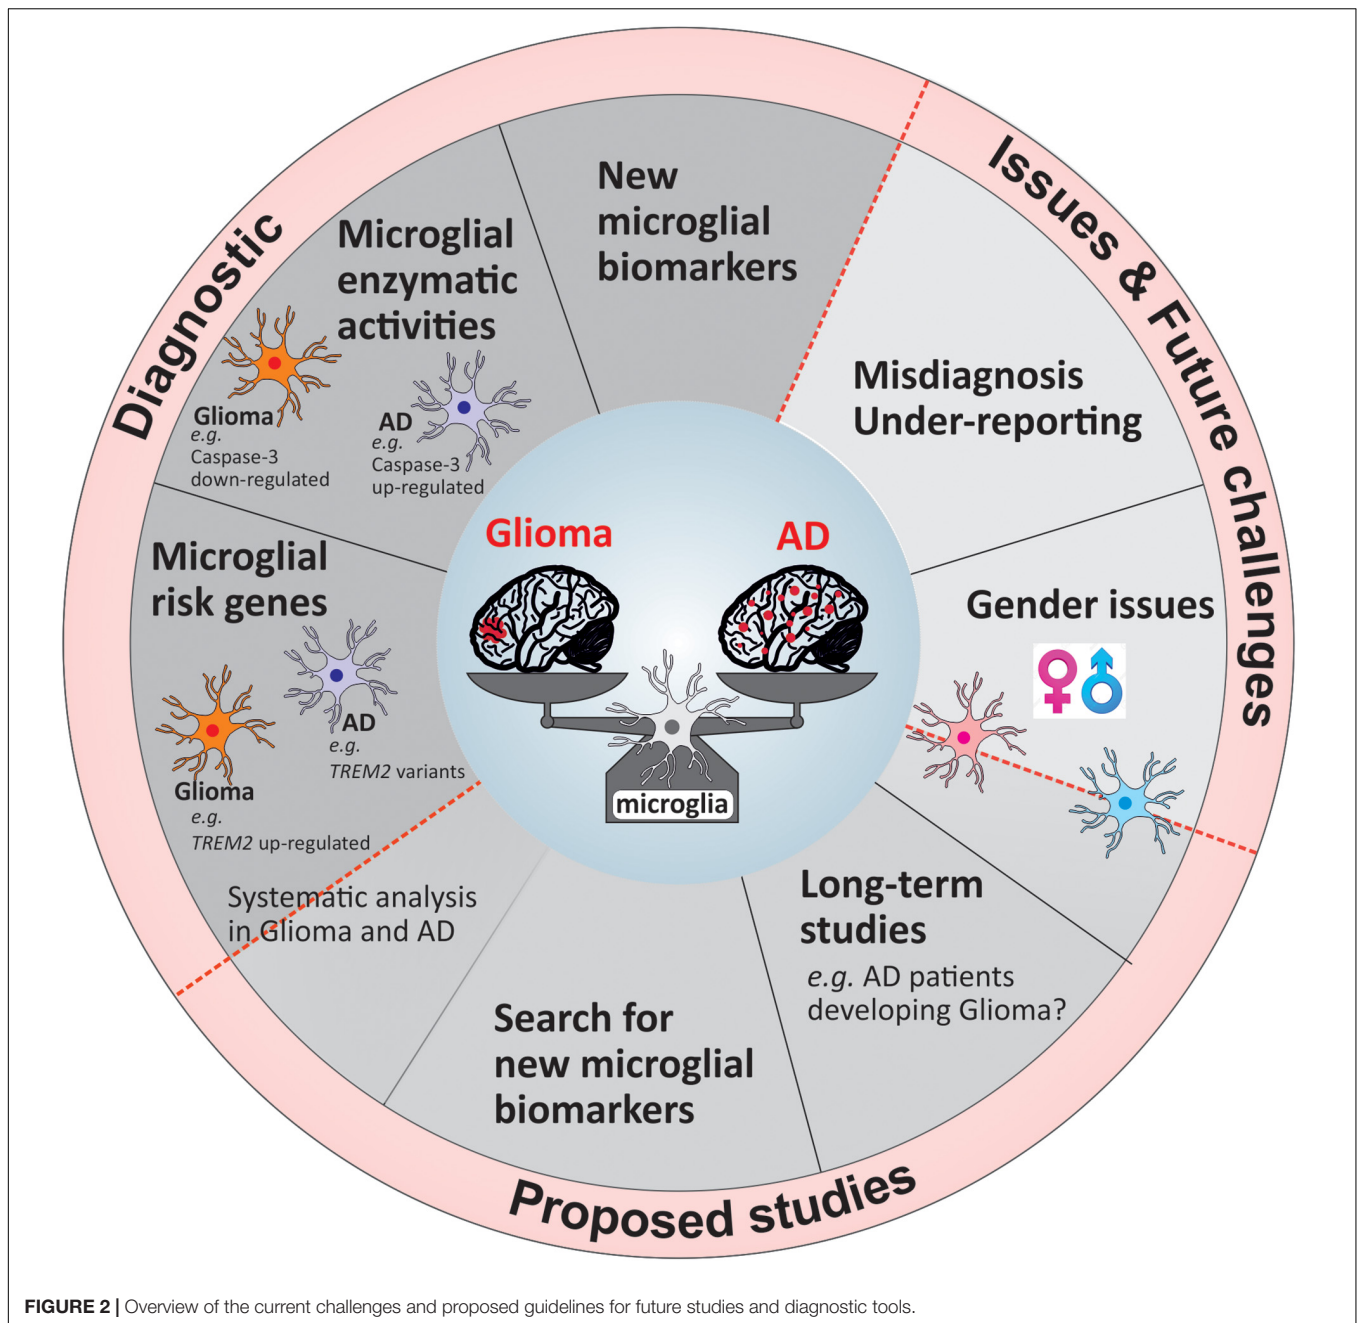 Diagnostic
Issues & Future challenges
Proposed studies
New
microglial
biomarkers
Microglial
enzymatic
activities
Glioma
e.g.
Caspase-3
down-regulated
AD
e.g.
Caspase-3
up-regulated
Misdiagnosis
Under-reporting
Microglial
risk genes
AD
e.g.
TREM2 variants
Glioma
e.g.
TREM2 up-regulated
Glioma
AD
microglia
Gender issues
Systematic analysis
in Glioma and AD
Long-term
studies
e.g. AD patients
developing Glioma?
Search for
new microglial
biomarkers
FIGURE 2 | Overview of the current challenges and proposed guidelines for future studies and diagnostic tools.